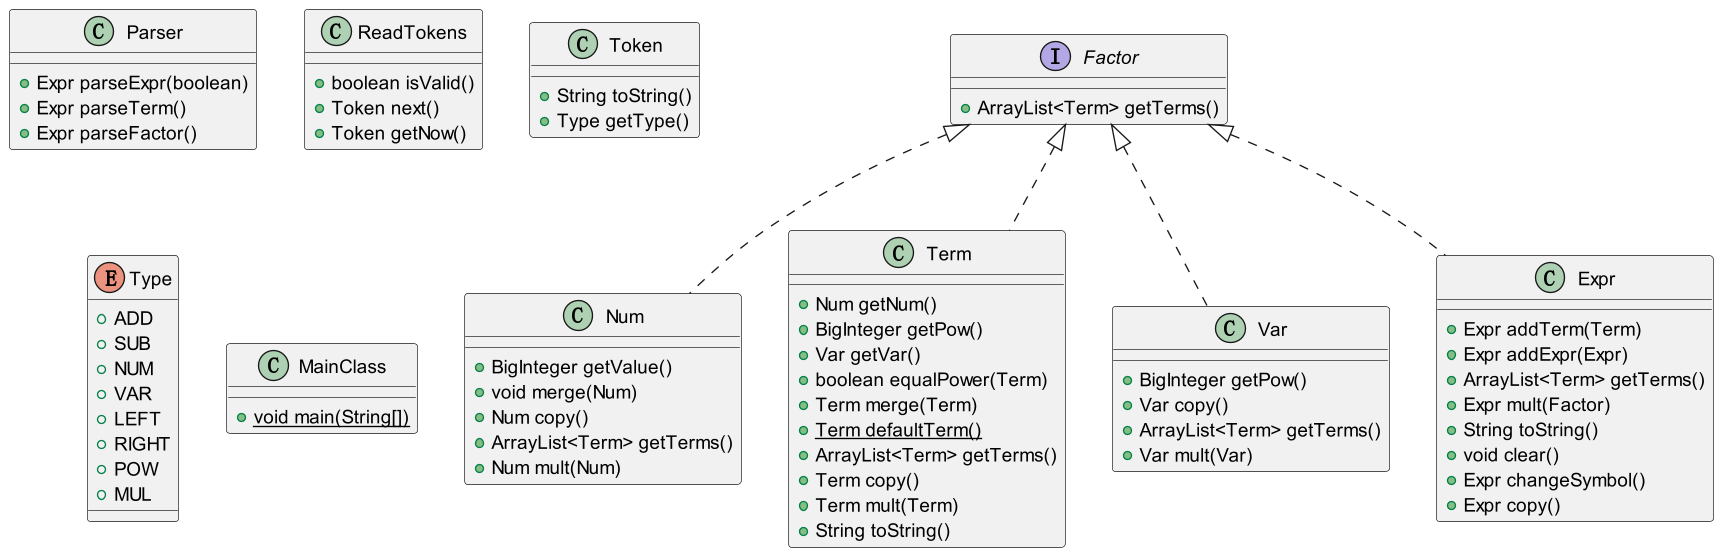 C Parser
Expr parseExpr(boolean)
Expr parseTerm()
Expr parseFactor()
C ReadTokens
boolean isValid()
Token next()
Token getNow()
C Token
String toString()
Type getType()
I Factor
ArrayList<Term> getTerms()
E Type
ADD
SUB
NUM
VAR
LEFT
RIGHT
POW
MUL
C MainClass
void main(String[])
C Num
BigInteger getValue()
void merge(Num)
Num copy()
ArrayList<Term> getTerms()
Num mult(Num)
C Term
Num getNum()
BigInteger getPow()
Var getVar()
boolean equalPower(Term)
Term merge(Term)
Term defaultTerm()
ArrayList<Term> getTerms()
Term copy()
Term mult(Term)
String toString()
C Var
BigInteger getPow()
Var copy()
ArrayList<Term> getTerms()
Var mult(Var)
C Expr
Expr addTerm(Term)
Expr addExpr(Expr)
ArrayList<Term> getTerms()
Expr mult(Factor)
String toString()
void clear()
Expr changeSymbol()
Expr copy()